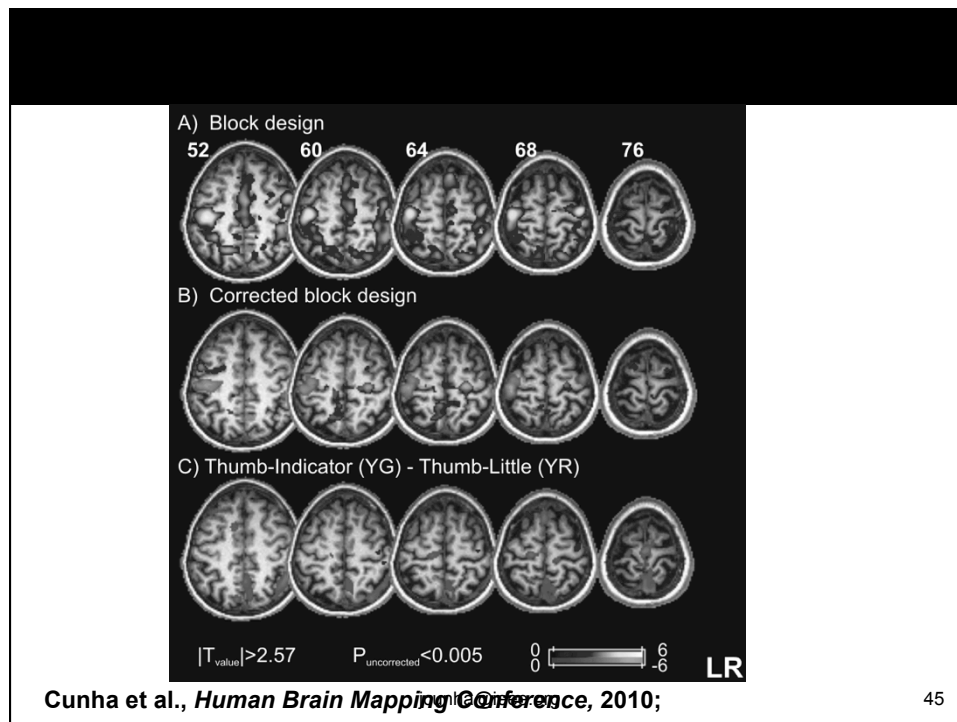 A) Block design
52 60 64 68 76
B) Corrected block design
C) Thumb-Indicator (YG) - Thumb-Little (YR)
|Tvalue|>2.57 Puncorrected<0.005 0 6
0 -6 LR
Cunha et al., Human Brain Mapping Conference, 2010; 45